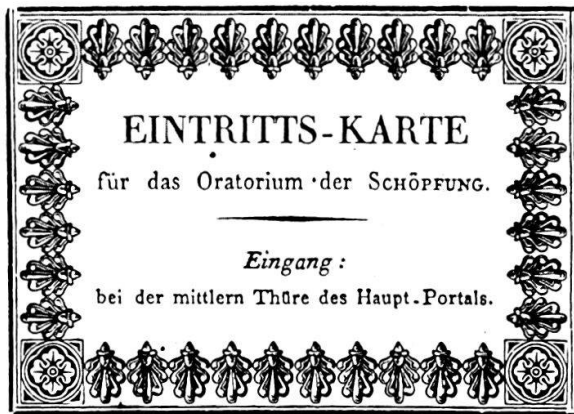 EINTRITTS-KARTE
für das Oratorium der SCHÖPFUNG.
Eingang:
bei der mittlern Thüre des Haupt-Portals.